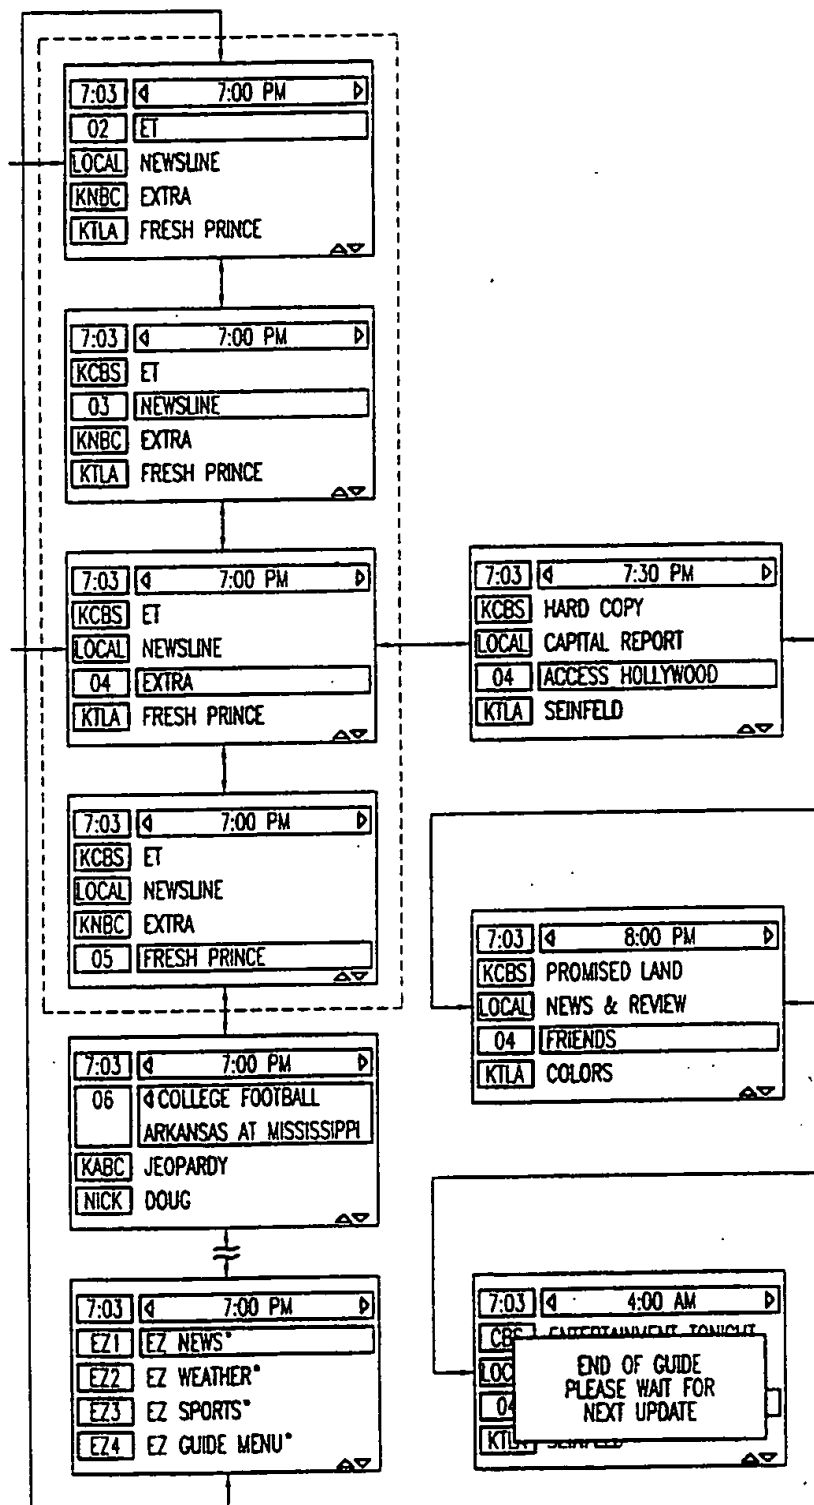 7:03 7:00 PM
02 ET
LOCAL NEWSLINE
KNBC EXTRA
KTLA FRESH PRINCE
7:03 7:00 PM
KCBS ET
03 NEWSLINE
KNBC EXTRA
KTLA FRESH PRINCE
7:03 7:00 PM
KCBS ET
LOCAL NEWSLINE
04 EXTRA
KTLA FRESH PRINCE
7:03 7:00 PM
KCBS ET
LOCAL NEWSLINE
KNBC EXTRA
05 FRESH PRINCE
7:03 7:00 PM
06 COLLEGE FOOTBALL
ARKANSAS AT MISSISSIPPI
KABC JEOPARDY
NICK DOUG
7:03 7:00 PM
EZ1 EZ NEWS*
EZ2 EZ WEATHER*
EZ3 EZ SPORTS*
EZ4 EZ GUIDE MENU*
7:03 7:30 PM
KCBS HARD COPY
LOCAL CAPITAL REPORT
04 ACCESS HOLLYWOOD
KTLA SEINFELD
7:03 8:00 PM
KCBS PROMISED LAND
LOCAL NEWS & REVIEW
04 FRIENDS
KTLA COLORS
7:03 4:00 AM
CBS ENTERTAINMENT TONIGHT
LOC
END OF GUIDE
PLEASE WAIT FOR
NEXT UPDATE
04
KTLA SEINFELD